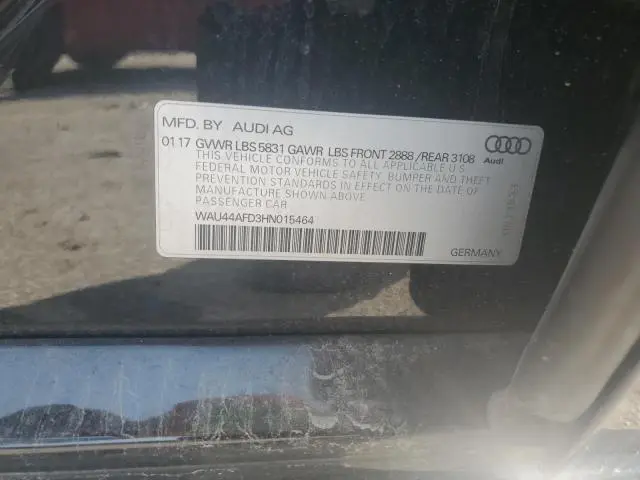 MFD. BY AUDI AG
01 17 GVWR LBS 5831 GAWR LBS FRONT 2888 / REAR 3108
THIS VEHICLE CONFORMS TO ALL APPLICABLE U S
FEDERAL MOTOR VEHICLE SAFETY, BUMPER AND THEFT
PREVENTION STANDARDS IN EFFECT ON THE DATE OF
MANUFACTURE SHOWN ABOVE
PASSENGER CAR
WAU44AFD3HN015464
Audi
GERMANY